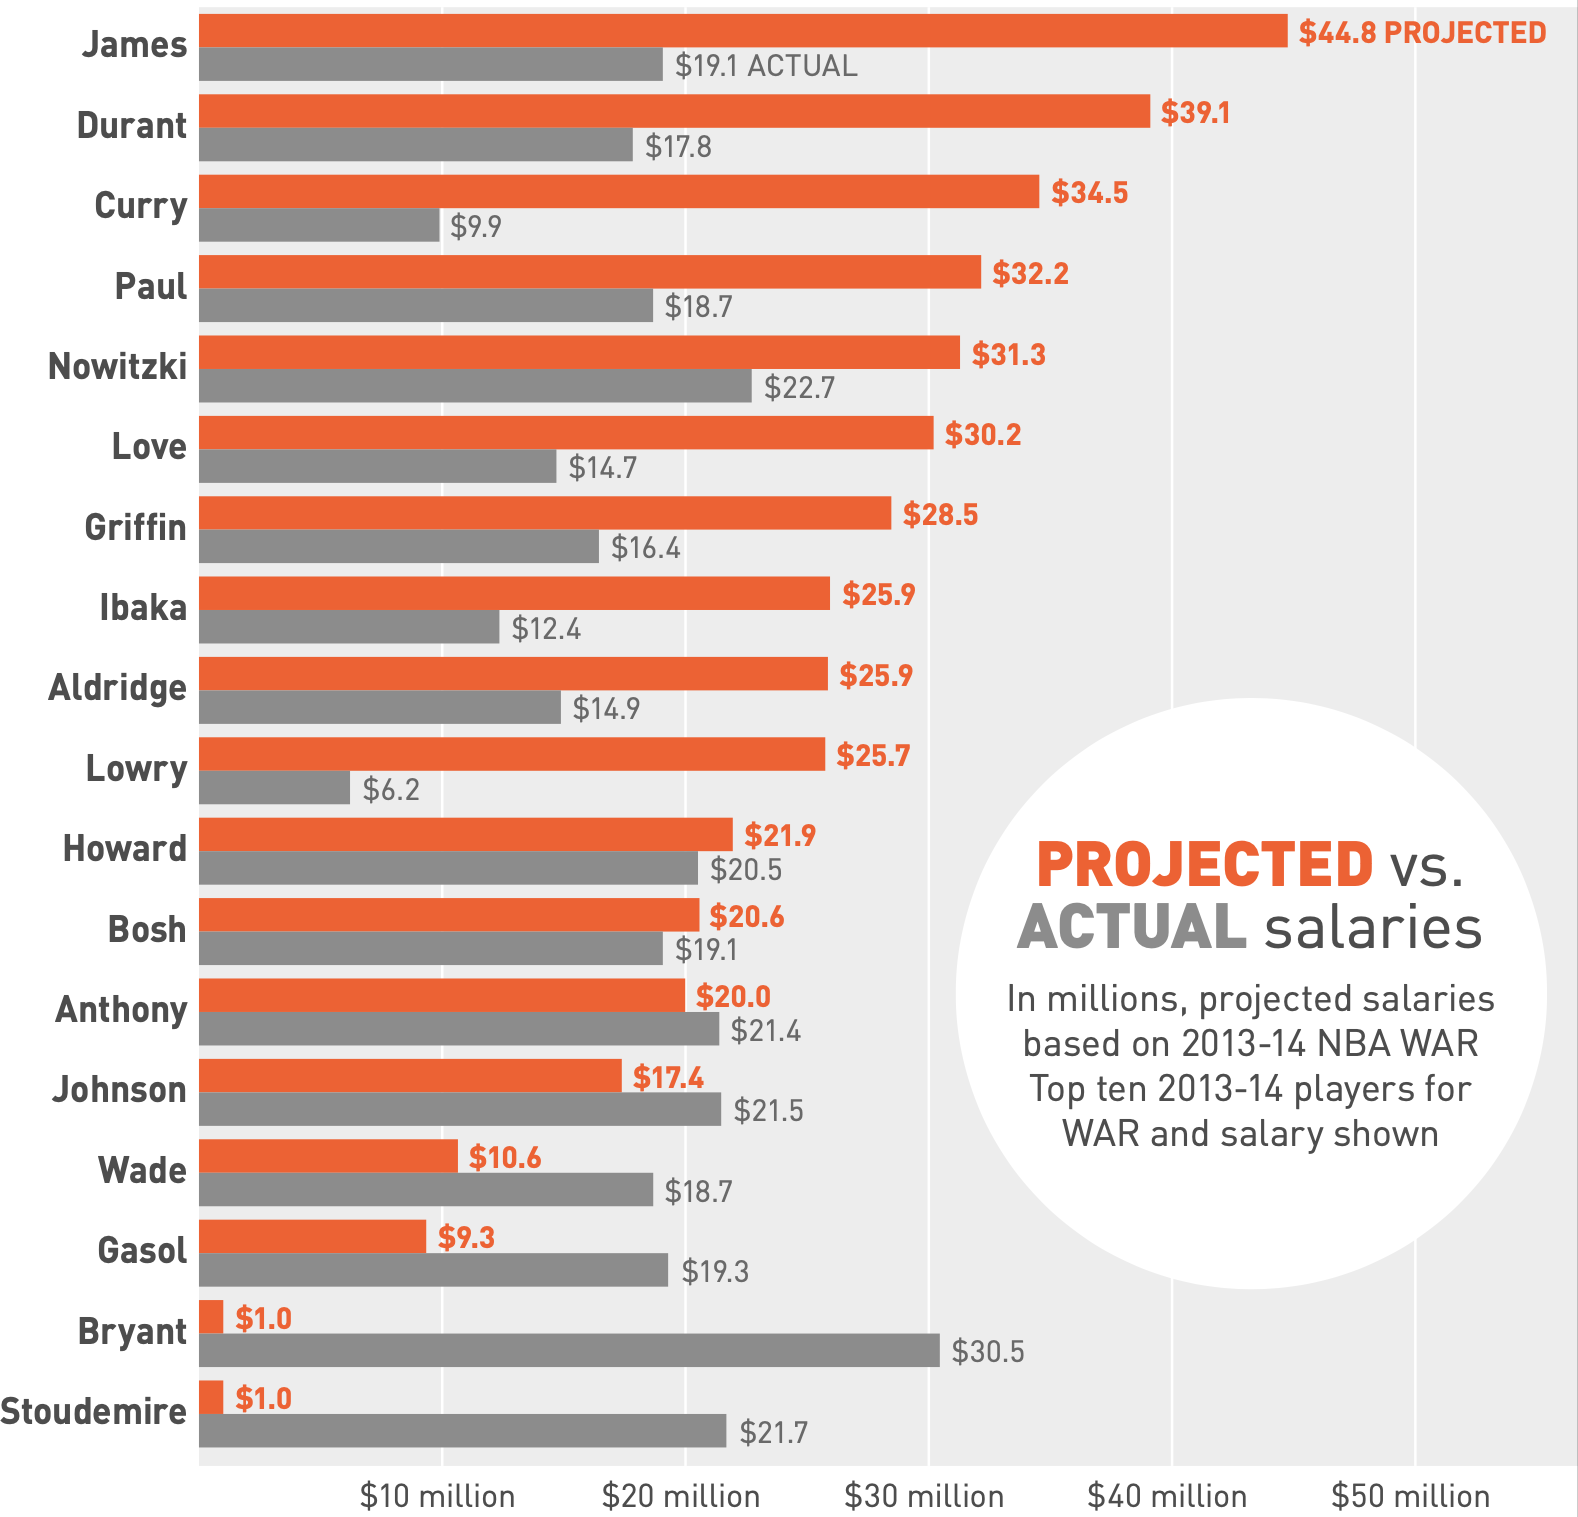 James
$44.8 PROJECTED
$19.1 ACTUAL
Durant
$39.1
$17.8
Curry
$34.5
$9.9
Paul
$32.2
$18.7
Nowitzki
$31.3
$22.7
Love
$30.2
$14.7
Griffin
$28.5
$16.4
Ibaka
$25.9
$12.4
Aldridge
$25.9
$14.9
Lowry
$25.7
$6.2
Howard
$21.9
$20.5
Bosh
$20.6
$19.1
Anthony
$20.0
$21.4
Johnson
$17.4
$21.5
Wade
$10.6
$18.7
Gasol
$9.3
$19.3
Bryant
$1.0
$30.5
Stoudemire
$1.0
$21.7
$10 million
$20 million
$30 million
$40 million
$50 million
PROJECTED vs.
ACTUAL salaries
In millions, projected salaries
based on 2013-14 NBA WAR
Top ten 2013-14 players for
WAR and salary shown